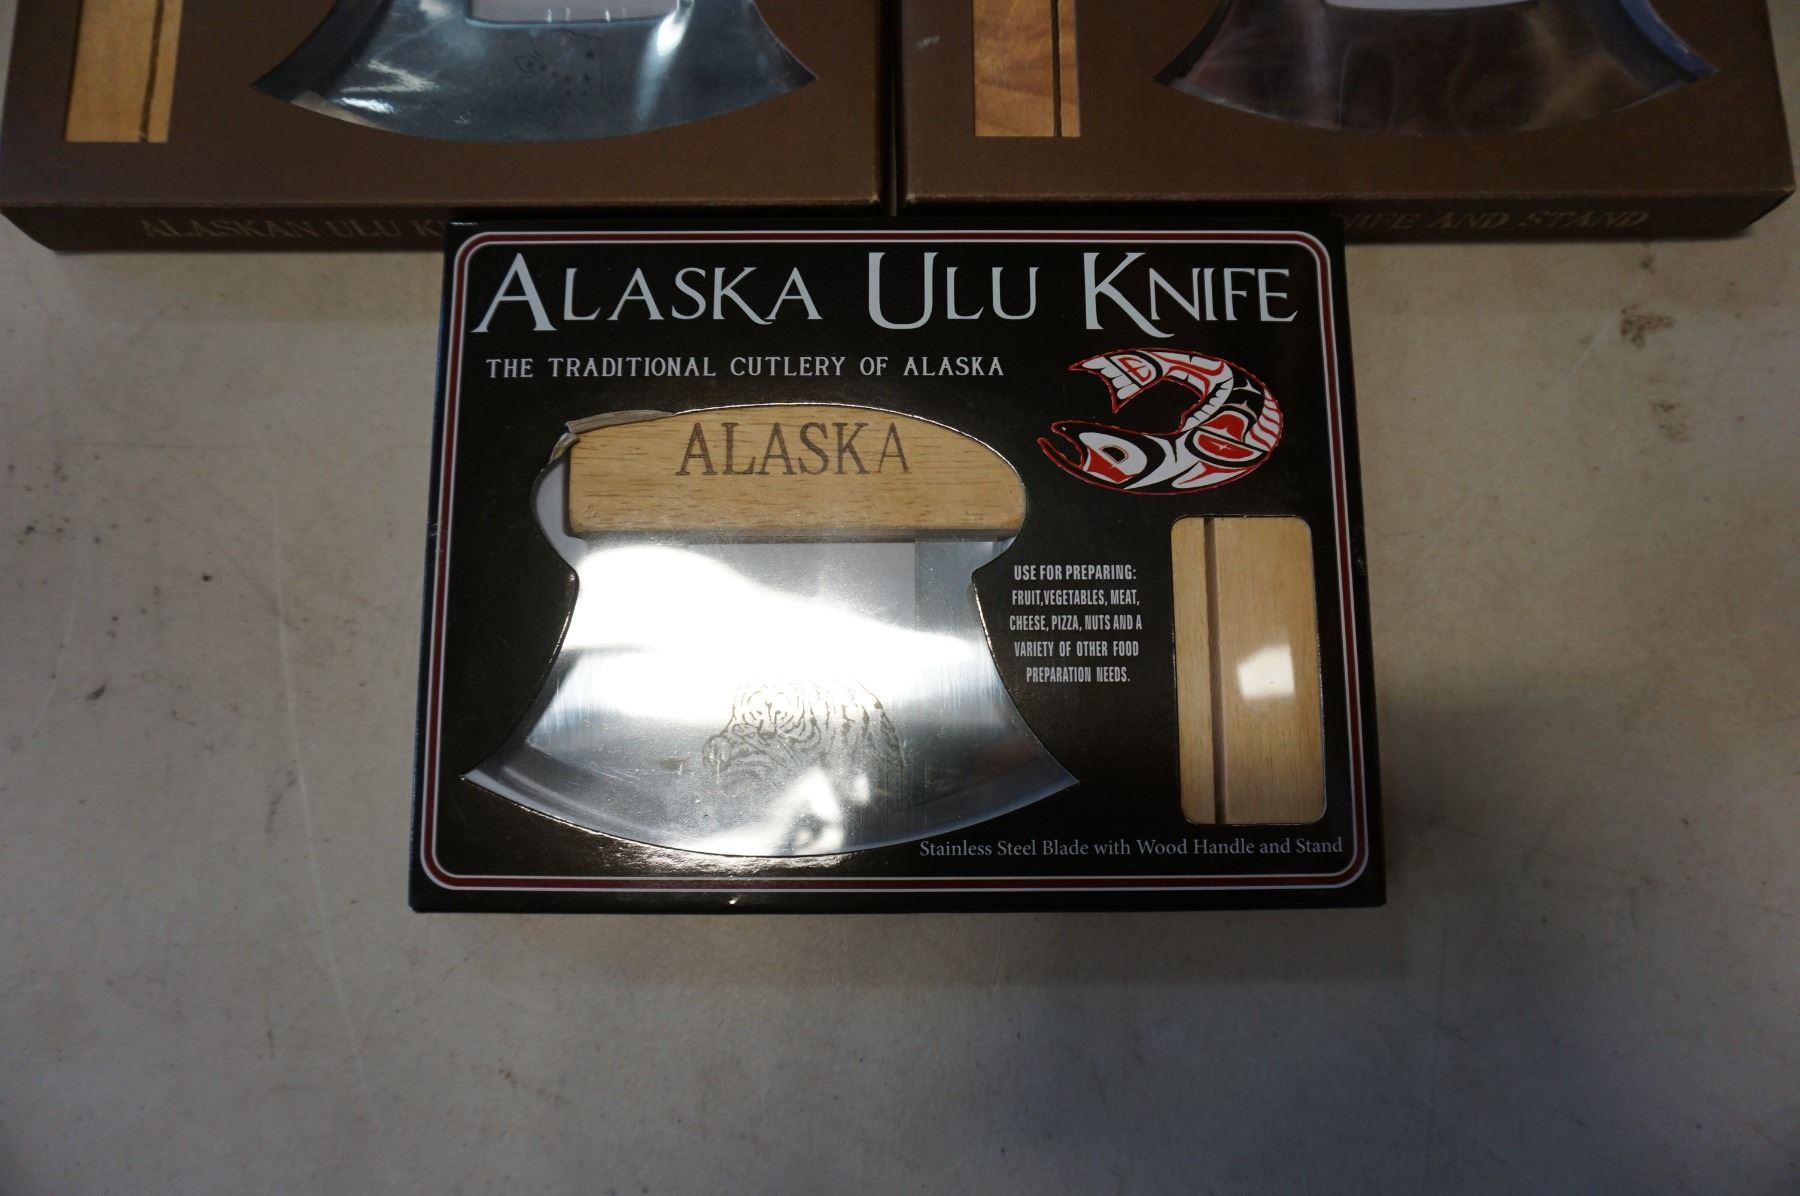 ALASKAN ULU
KNIFE AND STAND
ALASKA ULU KNIFE
THE TRADITIONAL CUTLERY OF ALASKA
ALASKA
USE FOR PREPARING:
FRUIT,VEGETABLES, MEAT,
CHEESE, PIZZA, NUTS AND A
VARIETY OF OTHER FOOD
PREPARATION NEEDS.
Stainless Steel Blade with Wood Handle and Stand